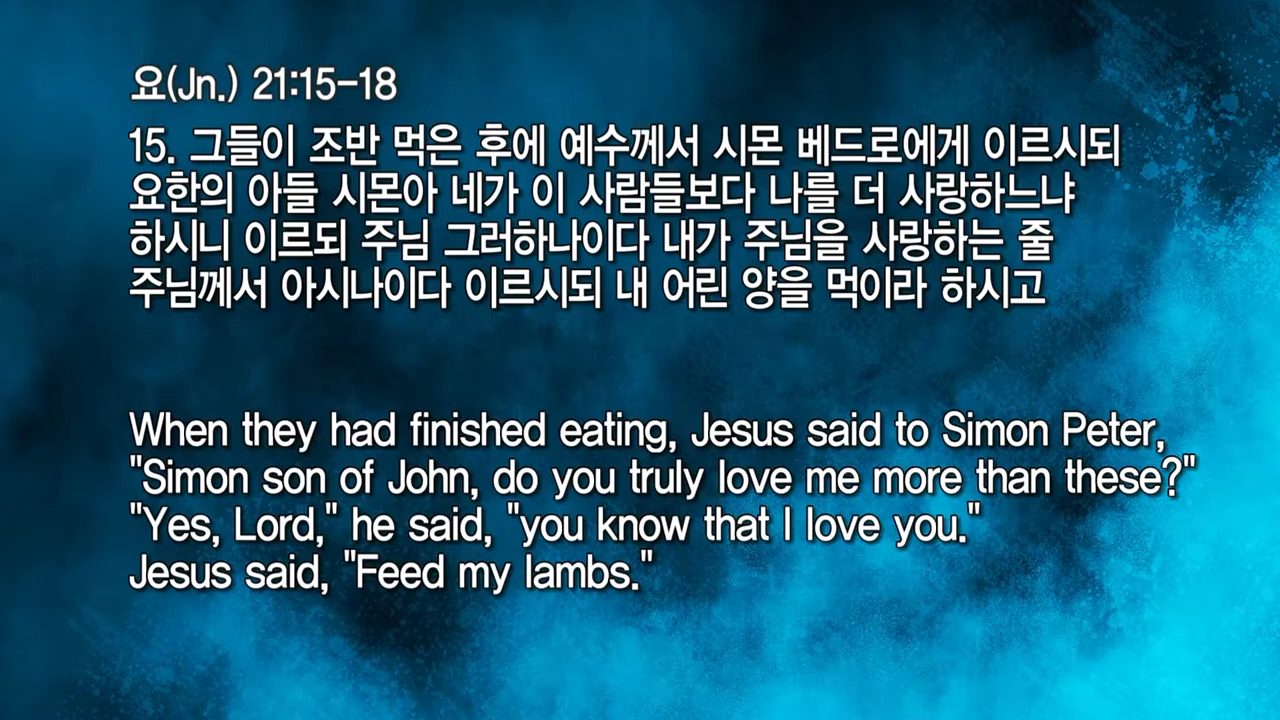 요(Jn.) 21:15-18
15. 그들이 조반 먹은 후에 예수께서 시몬 베드로에게 이르시되
요한의 아들 시몬아 네가 이 사람들보다 나를 더 사랑하느냐
하시니 이르되 주님 그러하나이다 내가 주님을 사랑하는 줄
주님께서 아시나이다 이르시되 내 어린 양을 먹이라 하시고
When they had finished eating, Jesus said to Simon Peter,
"Simon son of John, do you truly love me more than these?"
"Yes, Lord," he said, "you know that I love you."
Jesus said, "Feed my lambs."